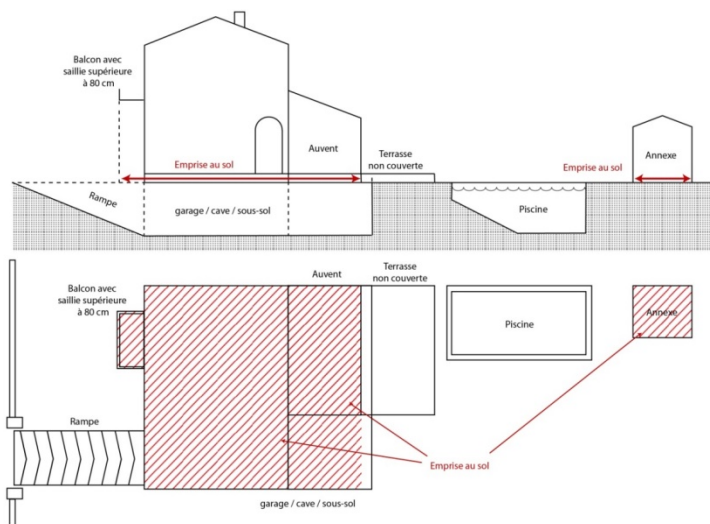 Balcon avec
saillie supérieure
à 80 cm
Auvent
Terrasse
non couverte
Emprise au sol
Emprise au sol
Annexe
Rampe
garage / cave / sous-sol
Piscine
Balcon avec
saillie supérieure
à 80 cm
Auvent
Terrasse
non couverte
Piscine
Annexe
Rampe
Emprise au sol
garage / cave / sous-sol